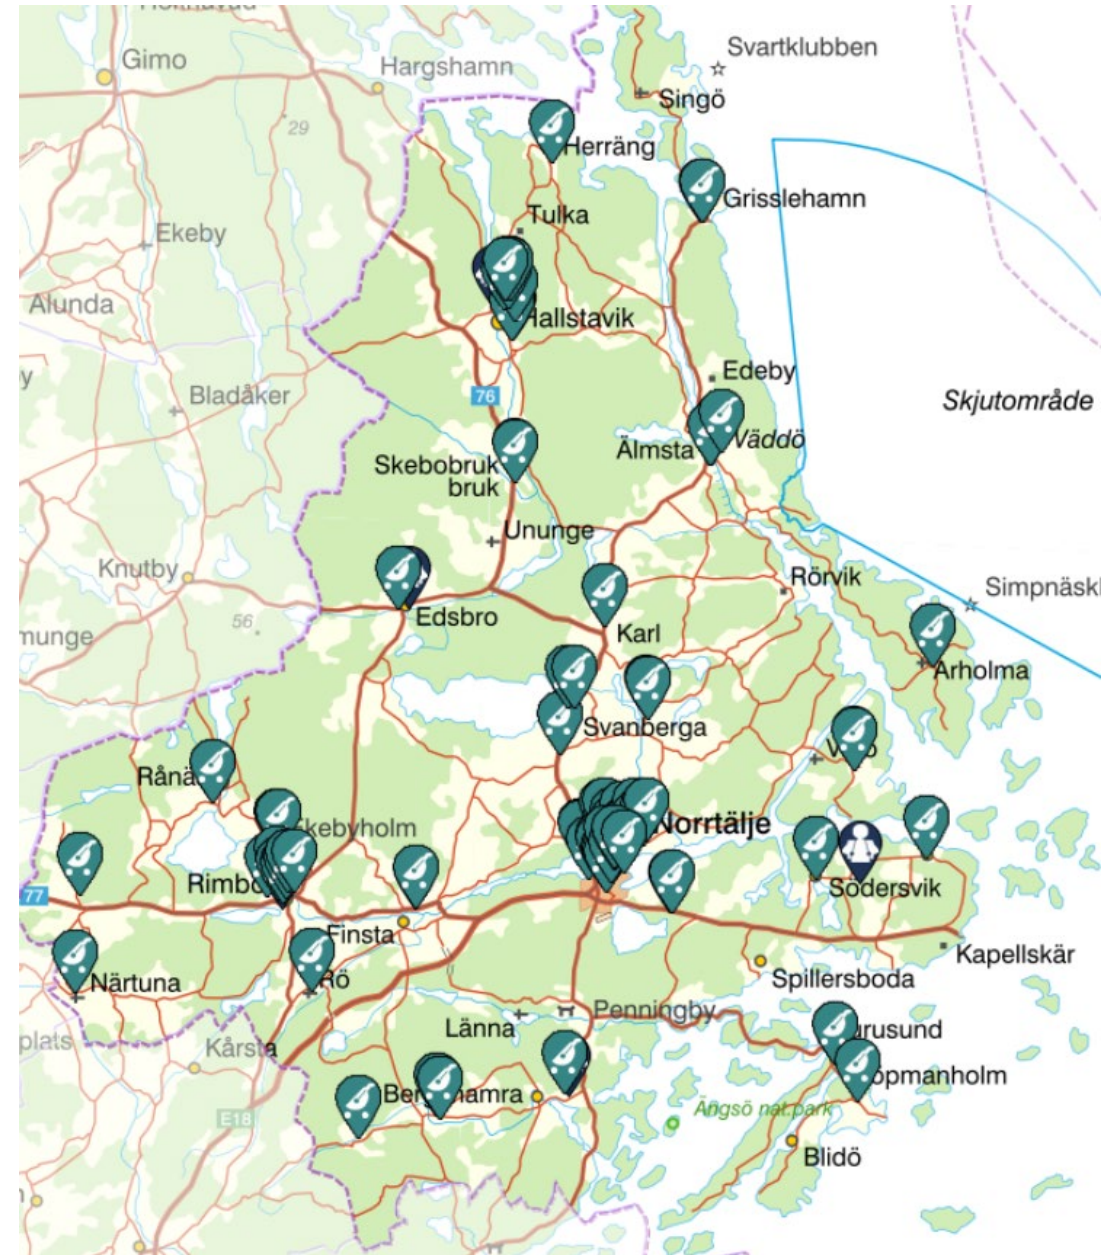 Svartklubben
Gimo
Hargshamn
Singö
29
Herräng
Grisslehamn
Tulka
Ekeby
Alunda
Hallstavik
Edeby
76
Bladåker
Skjutområde
Väddö
Älmsta
Skebobruk
bruk
Ununge
Knutby
Rörvik
Edsbro
56
Karl
Arholma
Svanberga
Norrtälje
Rimbo
77
Södersvik
Finsta
Kapellskär
Rö
Närtuna
Spillersboda
Penningby
Länna
Kårsta
Ängsö nat.park
E18
Blidö